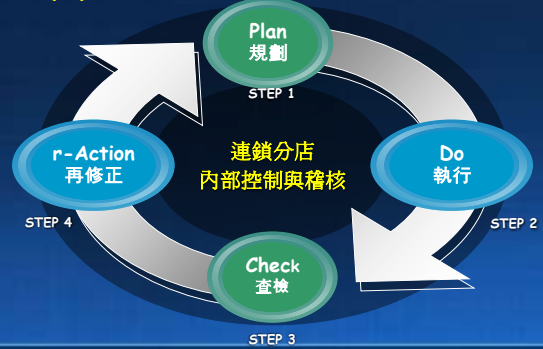 Plan
規劃
STEP 1
Do
執行
STEP 2
Check
查檢
STEP 3
r-Action
再修正
STEP 4
連鎖分店
內部控制與稽核